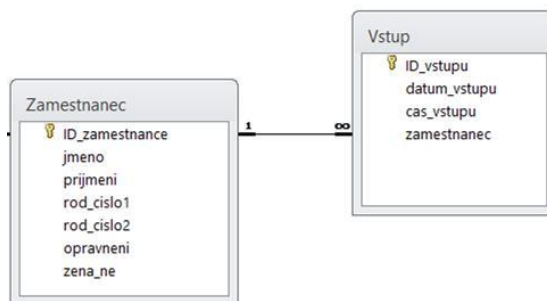 Zamestnanec
ID_zamestnance
jmeno
prijmeni
rod_cislo1
rod_cislo2
opravneni
zena_ne
1
∞
Vstup
ID_vstupu
datum_vstupu
cas_vstupu
zamestnanec